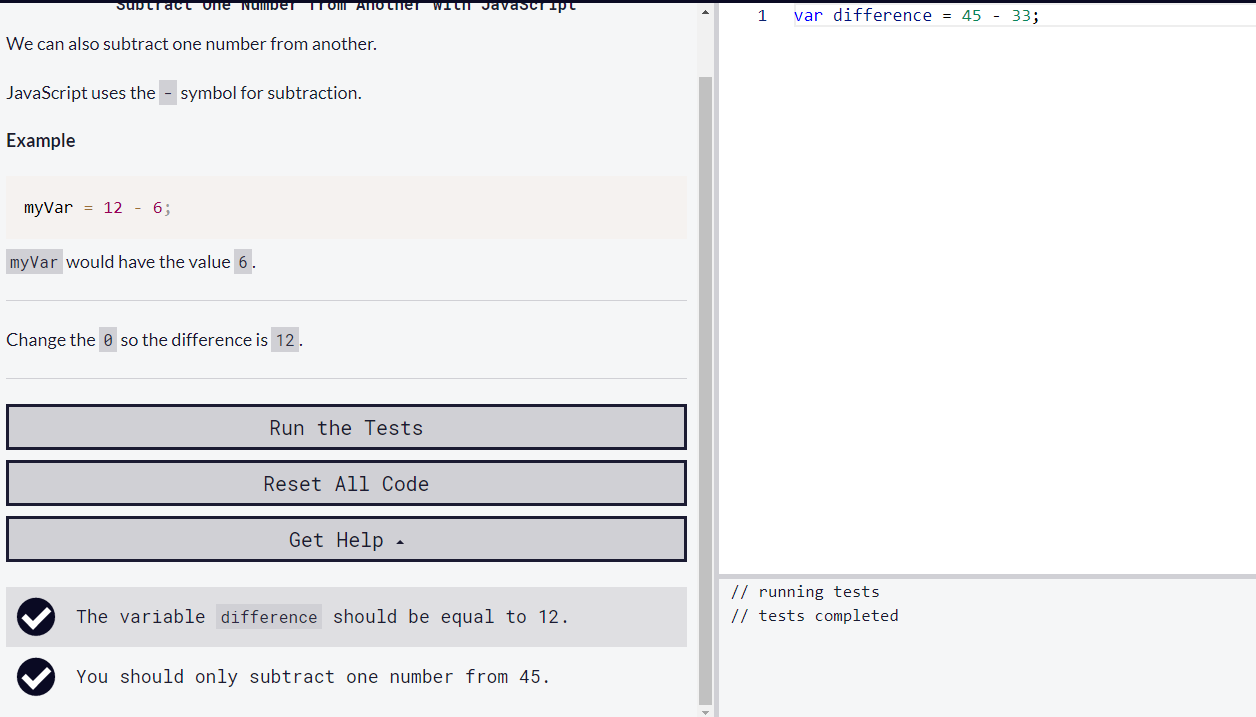 Subtract One Number from Another with JavaScript
We can also subtract one number from another.
JavaScript uses the - symbol for subtraction.
Example
myVar = 12 - 6;
myVar would have the value 6.
Change the 0 so the difference is 12.
Run the Tests
Reset All Code
Get Help
The variable difference should be equal to 12.
You should only subtract one number from 45.
1 var difference = 45 - 33;
// running tests
// tests completed